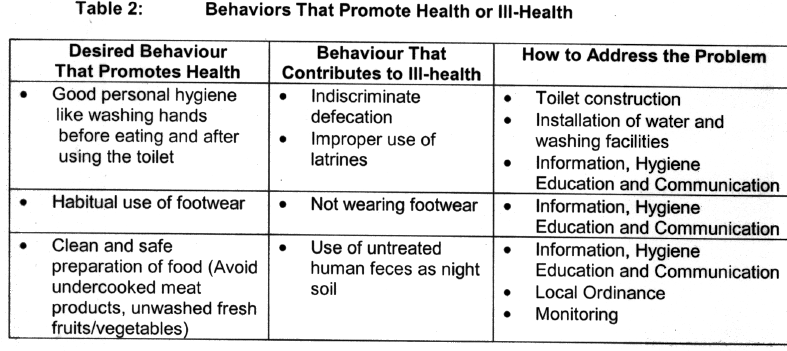 Table 2: Behaviors That Promote Health or Ill-Health
Desired Behaviour
That Promotes Health
Behaviour That
Contributes to Ill-health
How to Address the Problem
• Good personal hygiene
like washing hands
before eating and after
using the toilet
• Indiscriminate
defecation
• Improper use of
latrines
• Toilet construction
• Installation of water and
washing facilities
• Information, Hygiene
Education and Communication
• Habitual use of footwear
• Not wearing footwear
• Information, Hygiene
Education and Communication
• Clean and safe
preparation of food (Avoid
undercooked meat
products, unwashed fresh
fruits/vegetables)
• Use of untreated
human feces as night
soil
• Information, Hygiene
Education and Communication
• Local Ordinance
• Monitoring